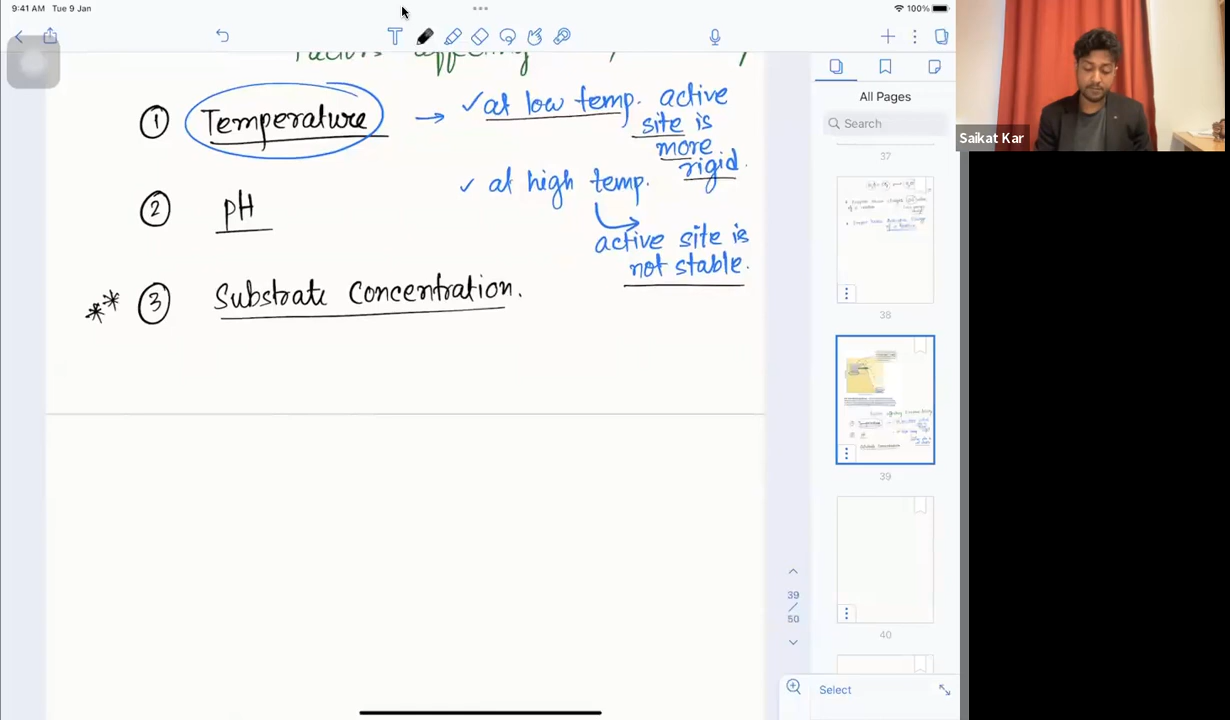 9:41 AM Tue 9 Jan
100%
Factors affecting
① Temperature → ✓ at low temp. active
site is
more
rigid.
✓ at high temp.
active site is
not stable.
② pH
** ③ Substrate Concentration.
All Pages
Search
37
38
39
40
39
/
50
Select
Saikat Kar